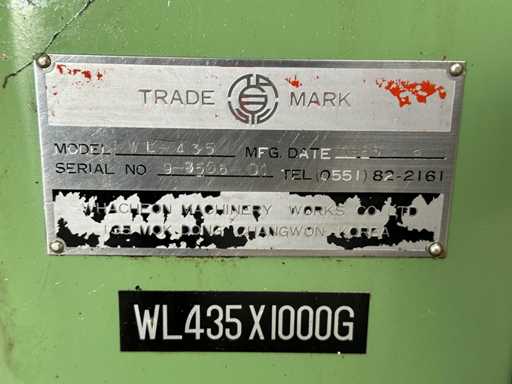 TRADE MARK
MODEL WL-435 MFG. DATE
SERIAL NO TEL (0551) 82-2161
MACHINERY WORKS CO LTD
DONG CHANGWON KOREA
WL435X1000G